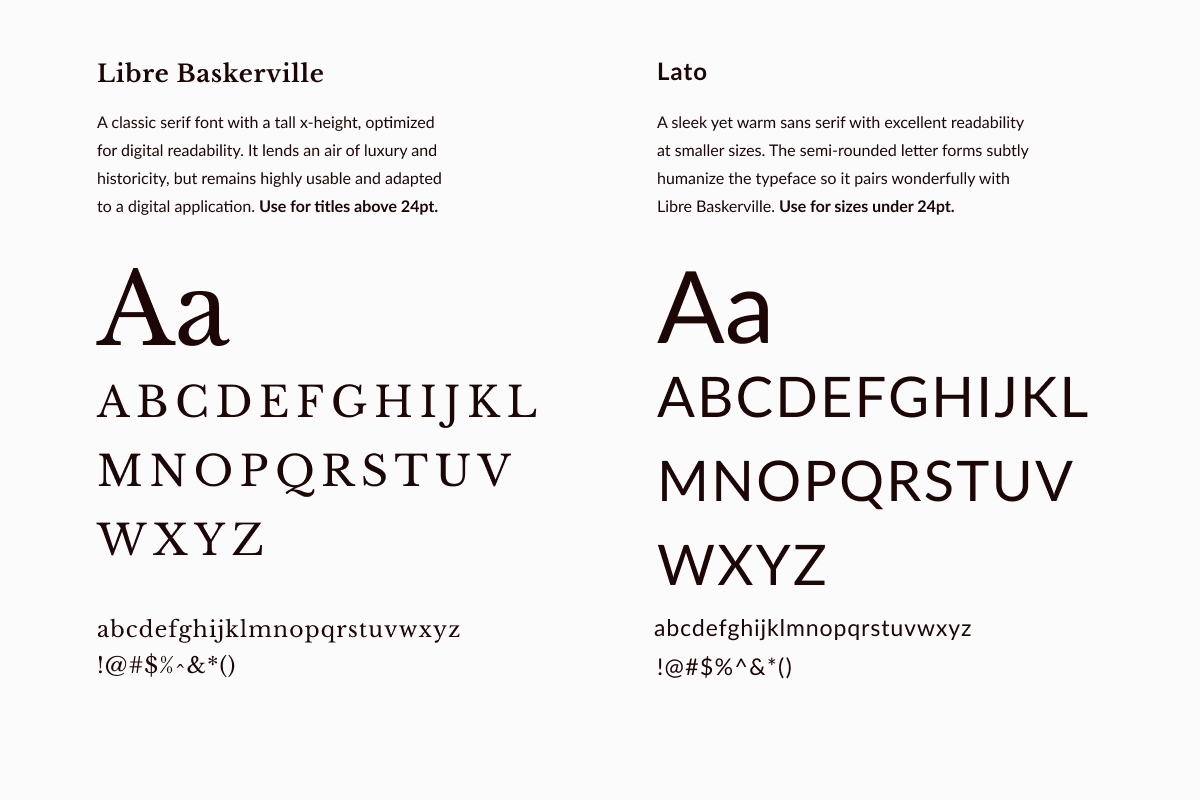 Libre Baskerville
A classic serif font with a tall x-height, optimized
for digital readability. It lends an air of luxury and
historicity, but remains highly usable and adapted
to a digital application. Use for titles above 24pt.
Aa
ABCDEFGHIJKL
MNOPQRSTUV
WXYZ
abcdefghijklmnopqrstuvwxyz
!@#$%^&*()
Lato
A sleek yet warm sans serif with excellent readability
at smaller sizes. The semi-rounded letter forms subtly
humanize the typeface so it pairs wonderfully with
Libre Baskerville. Use for sizes under 24pt.
Aa
ABCDEFGHIJKL
MNOPQRSTUV
WXYZ
abcdefghijklmnopqrstuvwxyz
!@#$%^&*()